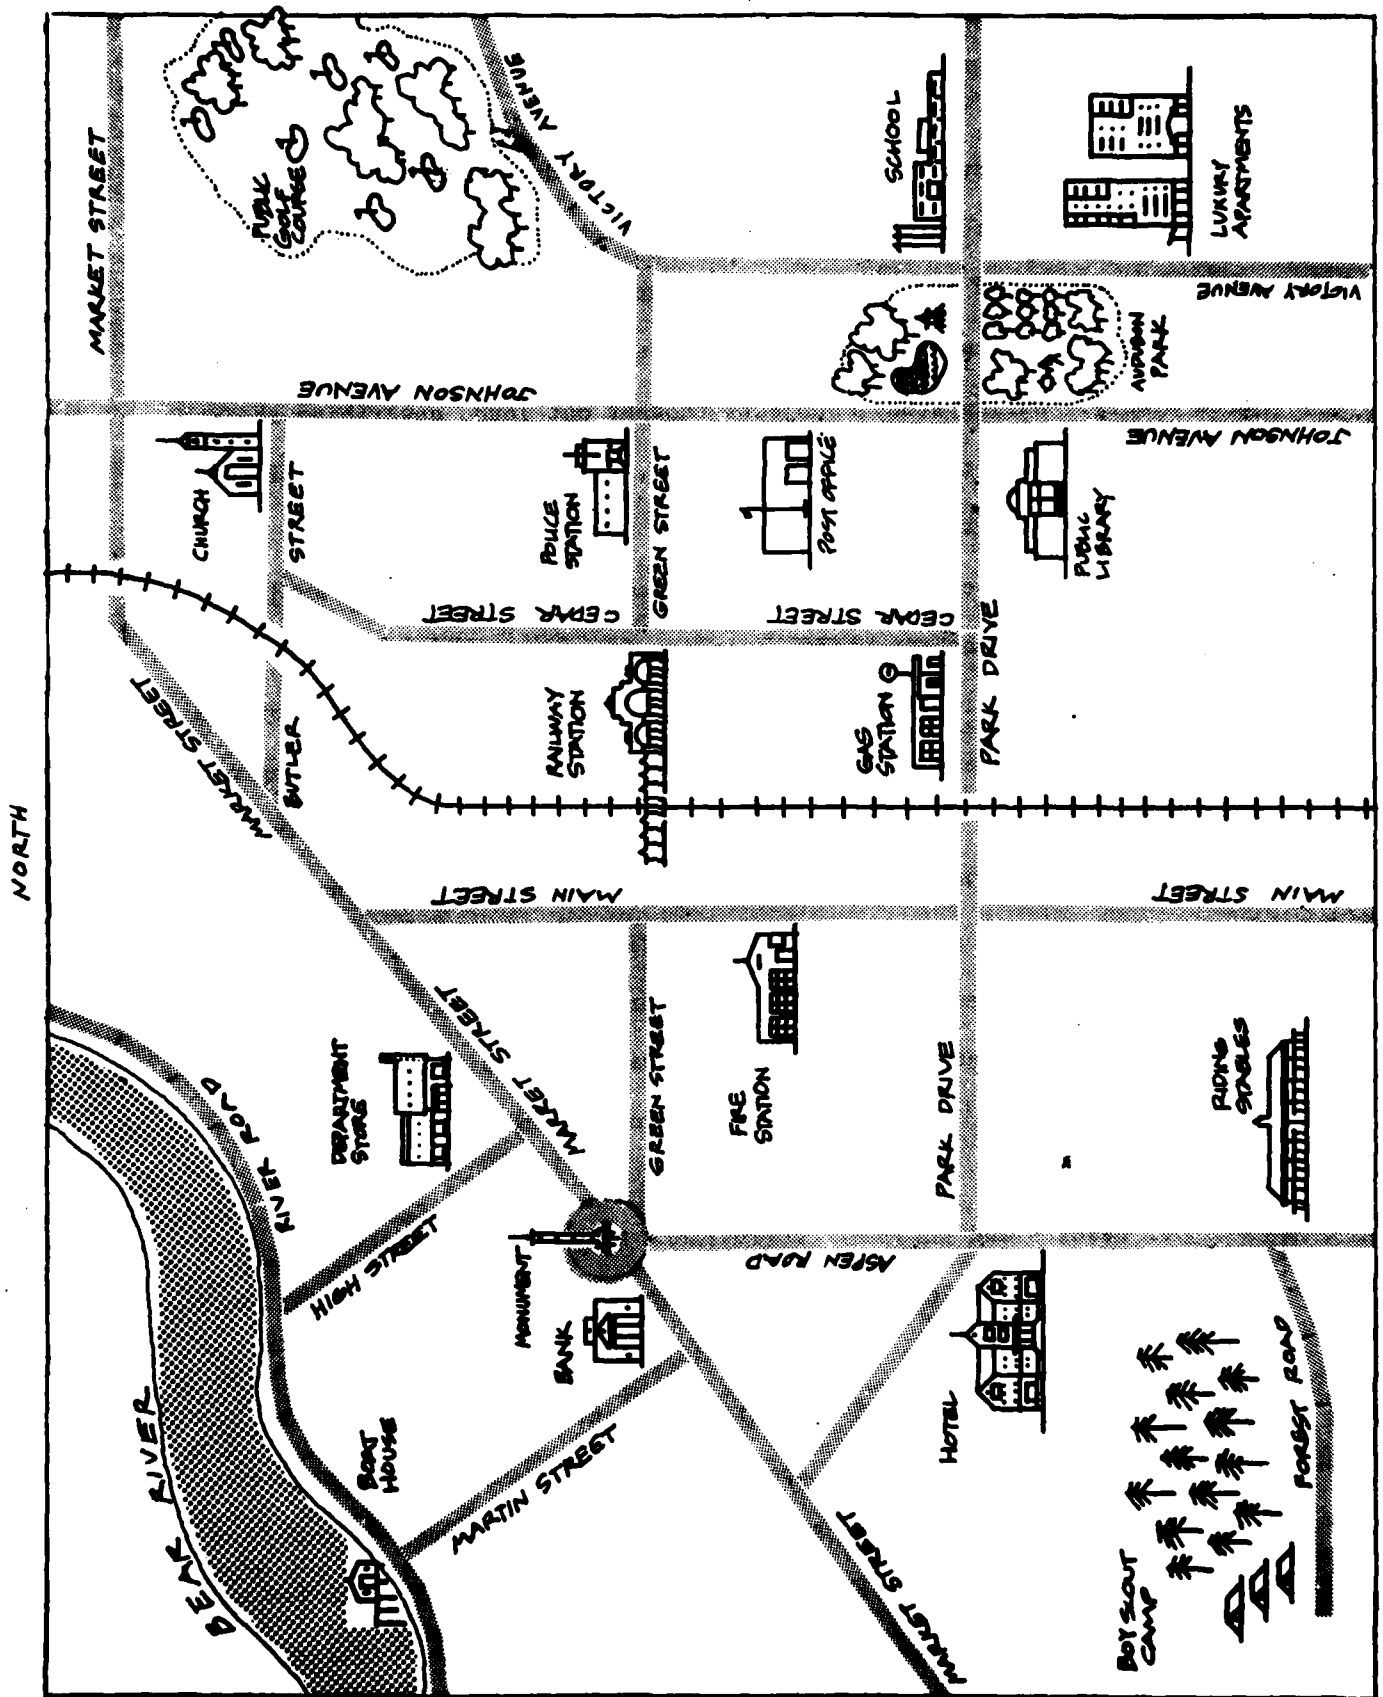 NORTH
BEAR RIVER
MARKET STREET
CHURCH
RIVER ROAD
MARKET STREET
BUTLER STREET
PUBLIC
GOLF
COURSE
HIGH STREET
DEPARTMENT
STORE
JOHNSON AVENUE
BOAT
HOUSE
MARTIN STREET
MARKET STREET
MAIN STREET
CEDAR STREET
MONUMENT
BANK
RAILWAY
STATION
POLICE
STATION
VICTORY AVENUE
GREEN STREET
GREEN STREET
FIRE
STATION
ASPEN ROAD
CEDAR STREET
POST OFFICE
MARKET STREET
GAS
STATION
SCHOOL
HOTEL
PARK DRIVE
PARK DRIVE
PUBLIC
LIBRARY
AUDUBON
PARK
BOY SCOUT
CAMP
RIDING
STABLES
MAIN STREET
JOHNSON AVENUE
VICTORY AVENUE
LUXURY
APARTMENTS
FOREST ROAD